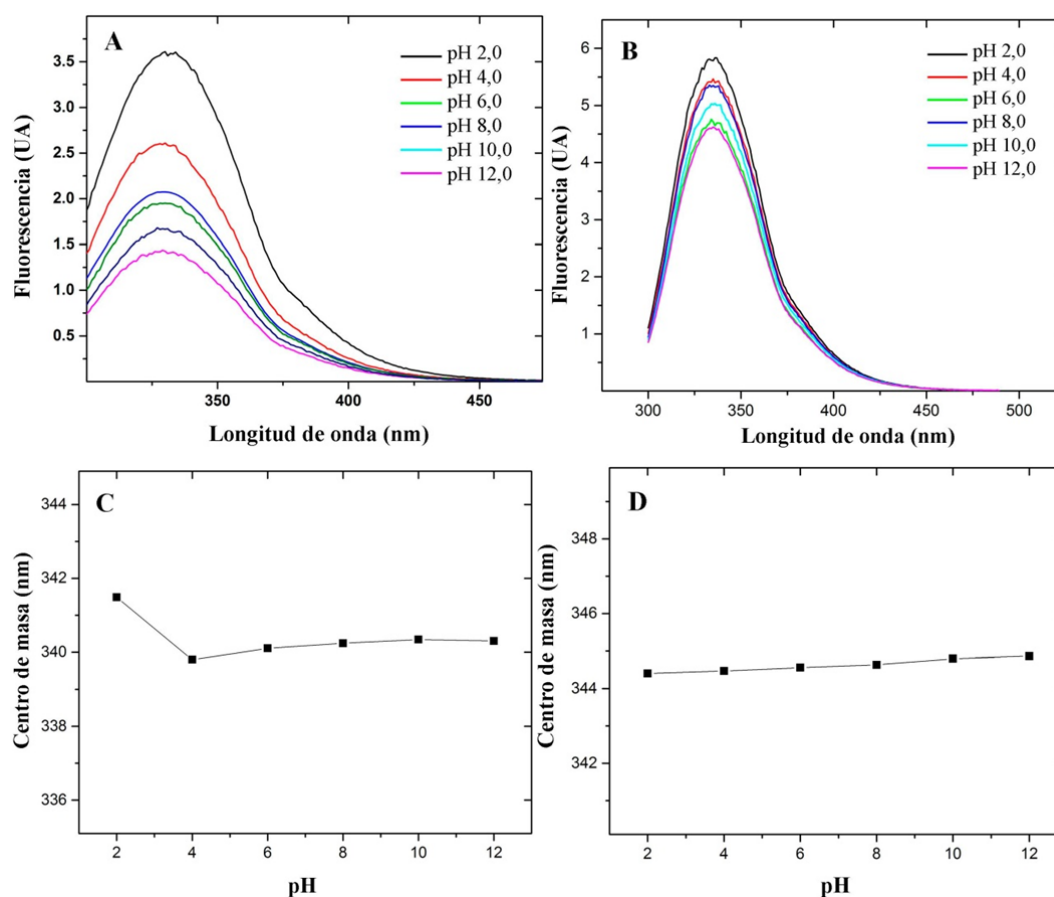 A
pH 2,0
pH 4,0
pH 6,0
pH 8,0
pH 10,0
pH 12,0
3.5
3.0
2.5
2.0
1.5
1.0
0.5
Fluorescencia (UA)
350
400
450
Longitud de onda (nm)
B
pH 2,0
pH 4,0
pH 6,0
pH 8,0
pH 10,0
pH 12,0
6
5
4
3
2
1
Fluorescencia (UA)
300
350
400
450
500
Longitud de onda (nm)
C
344
342
340
338
336
Centro de masa (nm)
2
4
6
8
10
12
pH
D
348
345
344
342
Centro de masa (nm)
2
4
6
8
10
12
pH